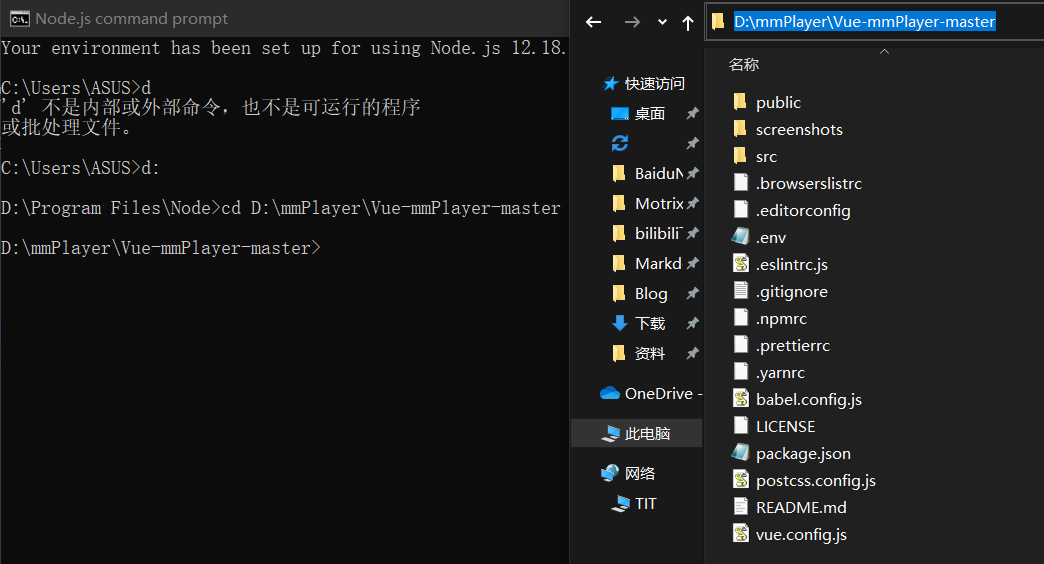 Node.js command prompt
Your environment has been set up for using Node.js 12.18.
C:\Users\ASUS>d
'd' 不是内部或外部命令，也不是可运行的程序
或批处理文件。
C:\Users\ASUS>d:
D:\Program Files\Node>cd D:\mmPlayer\Vue-mmPlayer-master
D:\mmPlayer\Vue-mmPlayer-master>
D:\mmPlayer\Vue-mmPlayer-master
快速访问
桌面
BaiduN
Motrix
bilibiliT
Markd
Blog
下载
资料
OneDrive -
此电脑
网络
TIT
名称
public
screenshots
src
.browserslistrc
.editorconfig
.env
.eslintrc.js
.gitignore
.npmrc
.prettierrc
.yarnrc
babel.config.js
LICENSE
package.json
postcss.config.js
README.md
vue.config.js